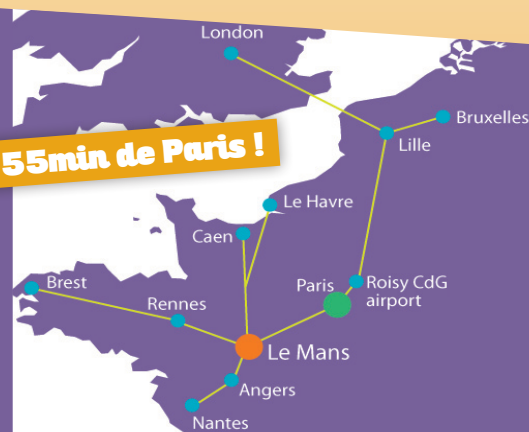 London
Bruxelles
Lille
55min de Paris !
Le Havre
Caen
Brest
Paris
Roisy CdG
airport
Rennes
Le Mans
Angers
Nantes